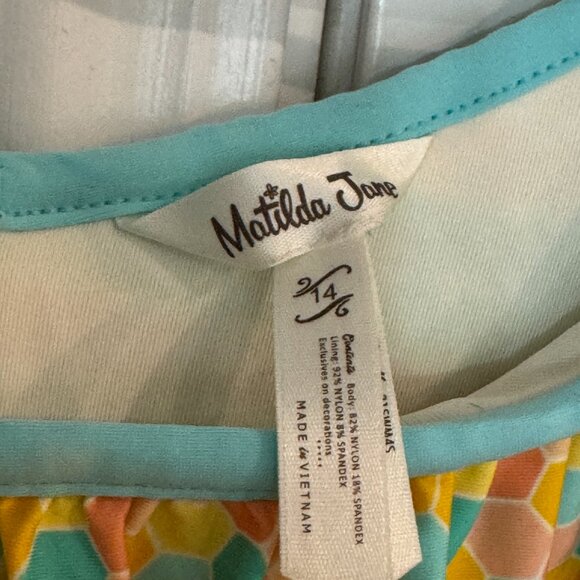 Matilda Jane
14
Contents Body: 82% NYLON 18% SPANDEX
Lining: 92% NYLON 8% SPANDEX
Exclusives on decorations
MADE in VIETNAM